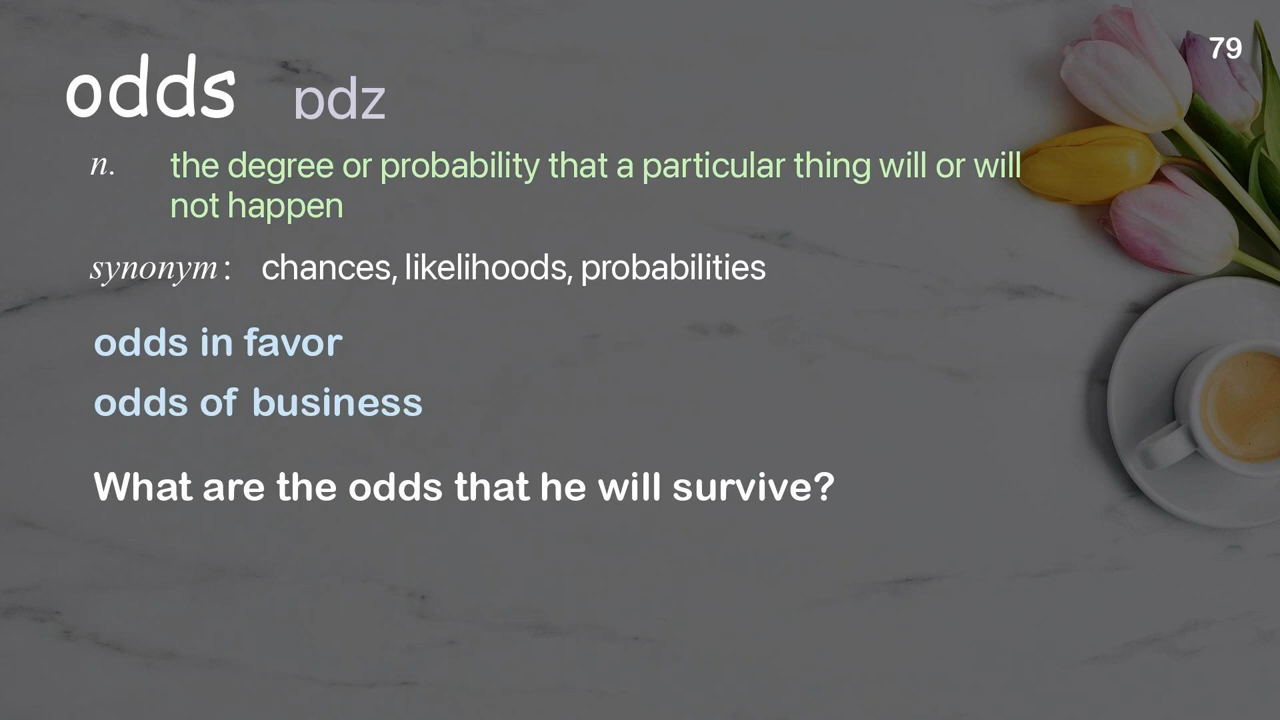 79
odds ɒdz
n. the degree or probability that a particular thing will or will
not happen
synonym : chances, likelihoods, probabilities
odds in favor
odds of business
What are the odds that he will survive?